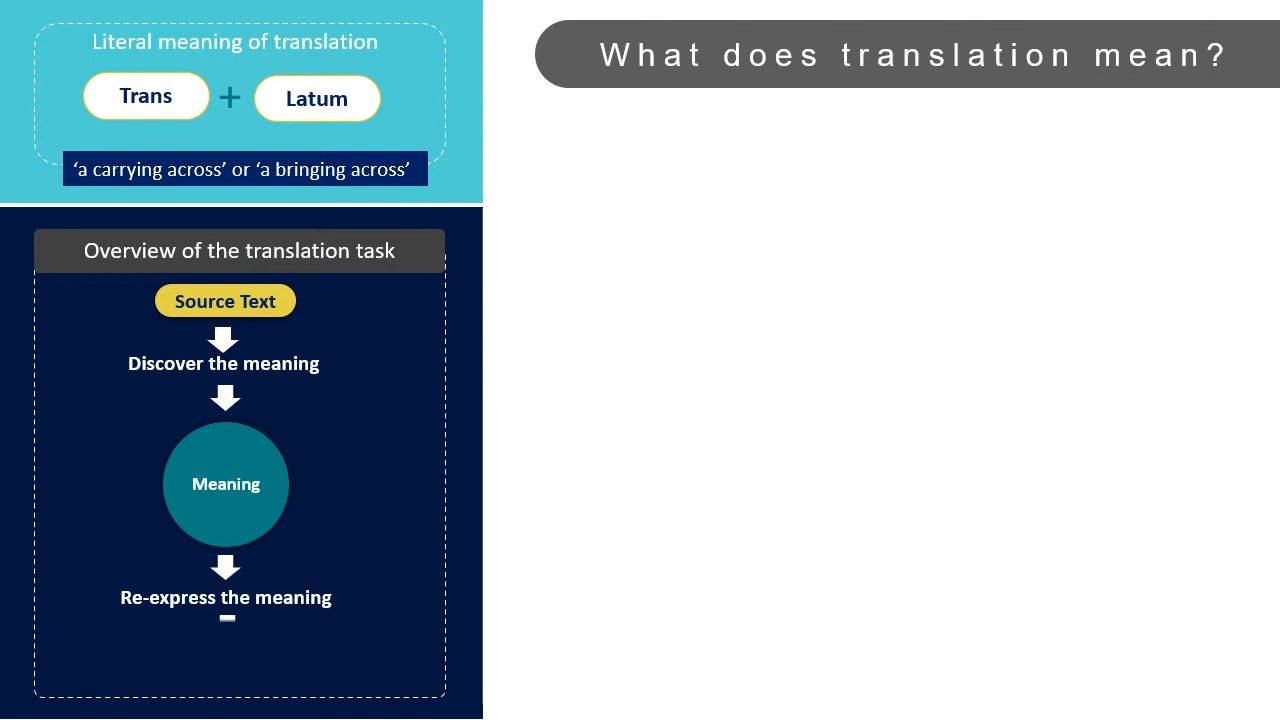 Literal meaning of translation
Trans + Latum
‘a carrying across’ or ‘a bringing across’
What does translation mean?
Overview of the translation task
Source Text
Discover the meaning
Meaning
Re-express the meaning